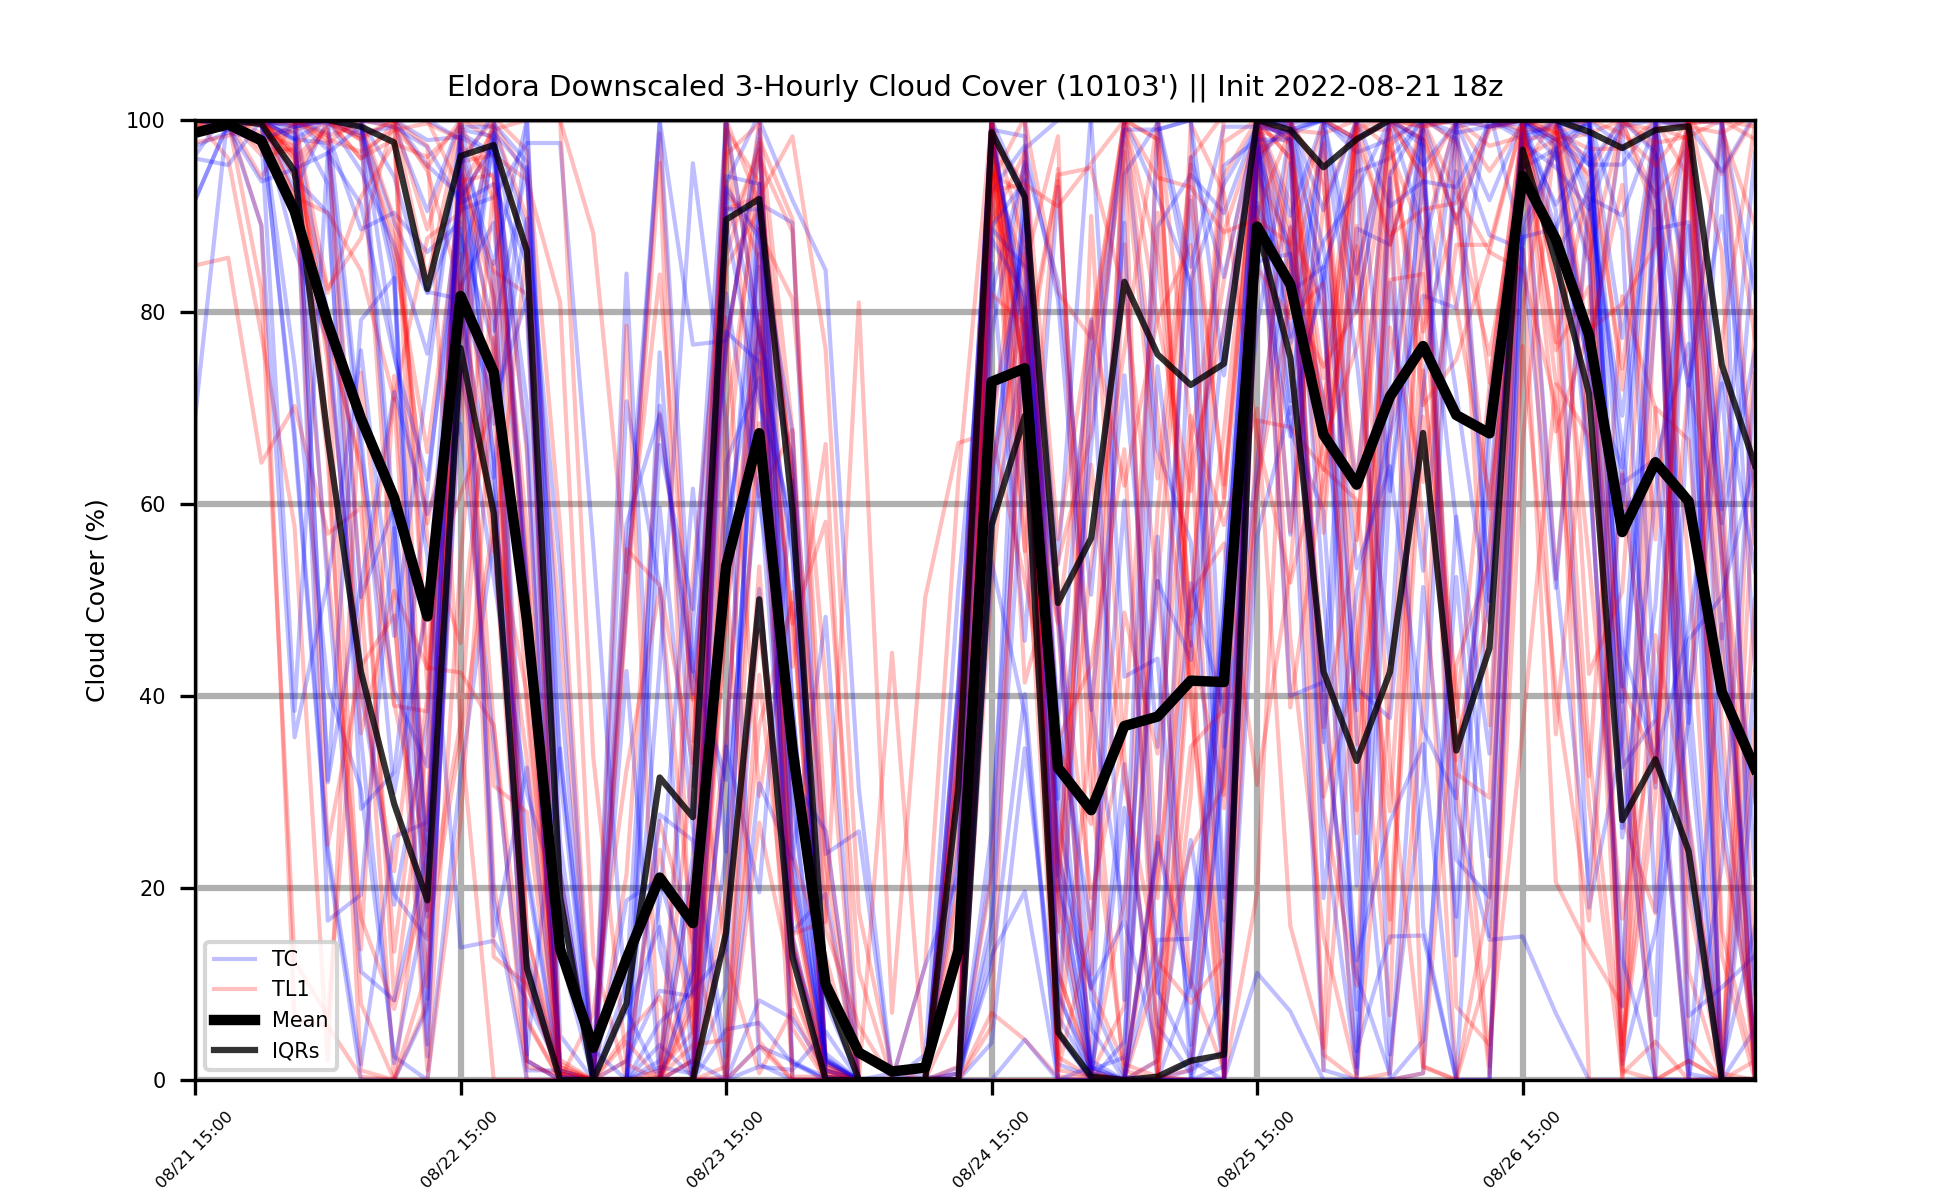 Eldora Downscaled 3-Hourly Cloud Cover (10103') || Init 2022-08-21 18z
Cloud Cover (%)
100
80
60
40
20
0
TC
TL1
Mean
IQRs
08/21 15:00
08/22 15:00
08/23 15:00
08/24 15:00
08/25 15:00
08/26 15:00